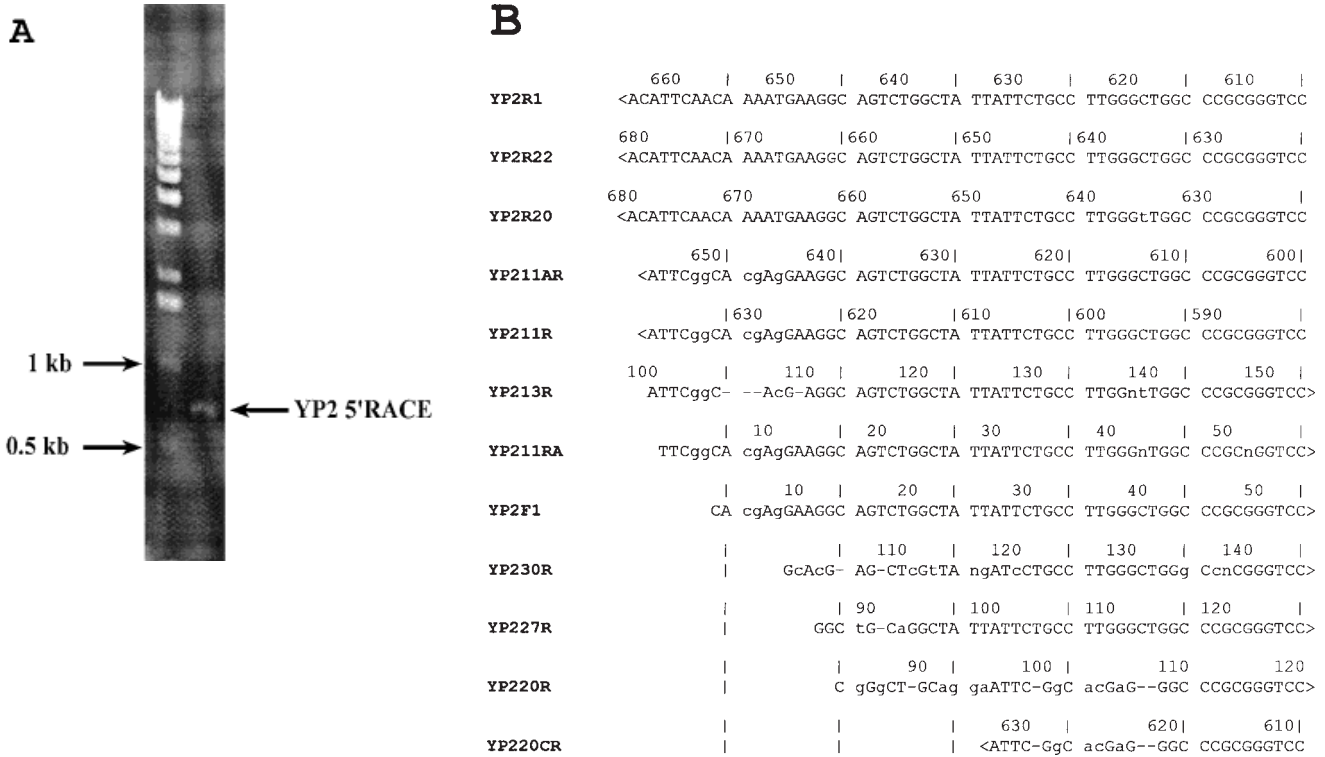 A
1 kb
YP2 5'RACE
0.5 kb
B
660 | 650 | 640 | 630 | 620 | 610 |
YP2R1 <ACATTCAACA AAATGAAGGC AGTCTGGCTA TTATTCTGCC TTGGGCTGGC CCGCGGGTCC
680 |670 |660 |650 |640 |630 |
YP2R22 <ACATTCAACA AAATGAAGGC AGTCTGGCTA TTATTCTGCC TTGGGCTGGC CCGCGGGTCC
680 670 660 650 640 630 |
YP2R20 <ACATTCAACA AAATGAAGGC AGTCTGGCTA TTATTCTGCC TTGGGtTGGC CCGCGGGTCC
650| 640| 630| 620| 610| 600|
YP211AR <ATTCggCA cgAgGAAGGC AGTCTGGCTA TTATTCTGCC TTGGGCTGGC CCGCGGGTCC
|630 |620 |610 |600 |590 |
YP211R <ATTCggCA cgAgGAAGGC AGTCTGGCTA TTATTCTGCC TTGGGCTGGC CCGCGGGTCC
100 | 110 | 120 | 130 | 140 | 150 |
YP213R ATTCggC- --AcG-AGGC AGTCTGGCTA TTATTCTGCC TTGGntTGGC CCGCGGGTCC>
| 10 | 20 | 30 | 40 | 50 |
YP211RA TTCggCA cgAgGAAGGC AGTCTGGCTA TTATTCTGCC TTGGGnTGGC CCGCnGGTCC>
| 10 | 20 | 30 | 40 | 50 |
YP2F1 CA cgAgGAAGGC AGTCTGGCTA TTATTCTGCC TTGGGCTGGC CCGCGGGTCC>
| | 110 | 120 | 130 | 140 |
YP230R | GcAcG- AG-CTcGtTA ngATcCTGCC TTGGGCTGGg CcnCGGGTCC>
| | 90 | 100 | 110 | 120 |
YP227R | GGC tG-CaGGCTA TTATTCTGCC TTGGGCTGGC CCGCGGGTCC>
| | 90 | 100 | 110 120
YP220R | C gGgCT-GCag gaATTC-GgC acGaG--GGC CCGCGGGTCC>
630 | 620| 610|
YP220CR | | | <ATTC-GgC acGaG--GGC CCGCGGGTCC